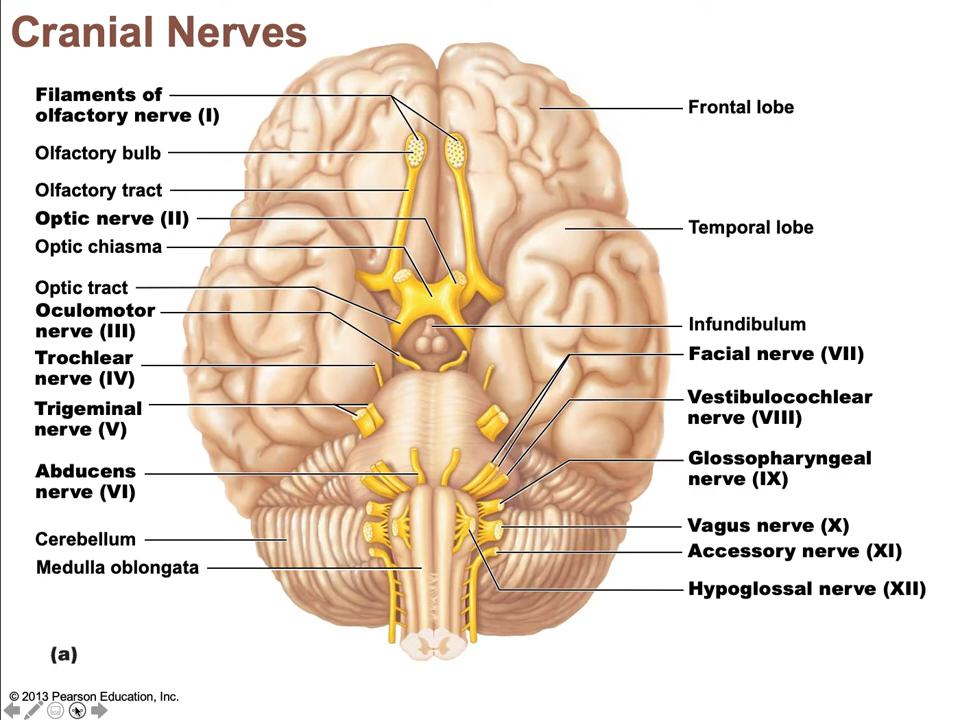 Cranial Nerves
Filaments of
olfactory nerve (I)
Olfactory bulb
Olfactory tract
Optic nerve (II)
Optic chiasma
Optic tract
Oculomotor
nerve (III)
Trochlear
nerve (IV)
Trigeminal
nerve (V)
Abducens
nerve (VI)
Cerebellum
Medulla oblongata
Frontal lobe
Temporal lobe
Infundibulum
Facial nerve (VII)
Vestibulocochlear
nerve (VIII)
Glossopharyngeal
nerve (IX)
Vagus nerve (X)
Accessory nerve (XI)
Hypoglossal nerve (XII)
(a)
© 2013 Pearson Education, Inc.